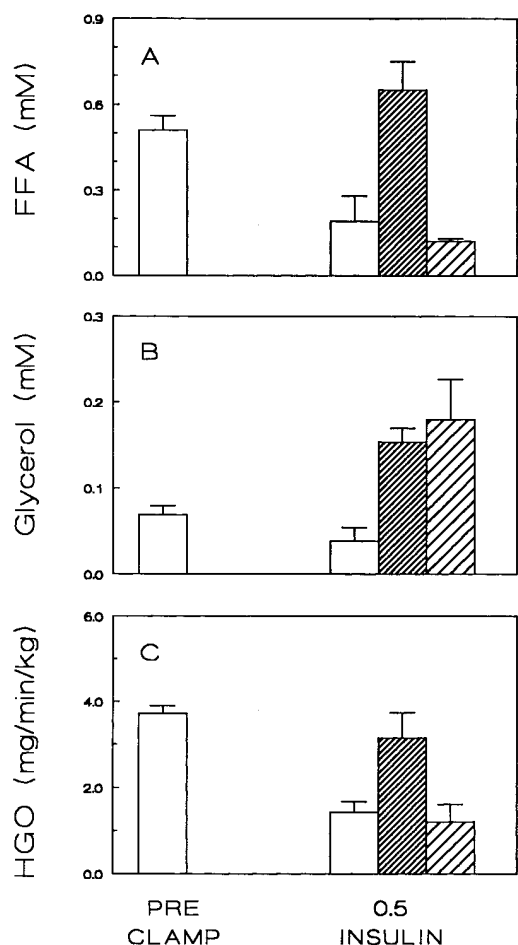 A
FFA (mM)
0.9
0.6
0.3
0.0
B
Glycerol (mM)
0.3
0.2
0.1
0.0
C
HGO (mg/min/kg)
6.0
4.0
2.0
0.0
PRE
CLAMP
0.5
INSULIN